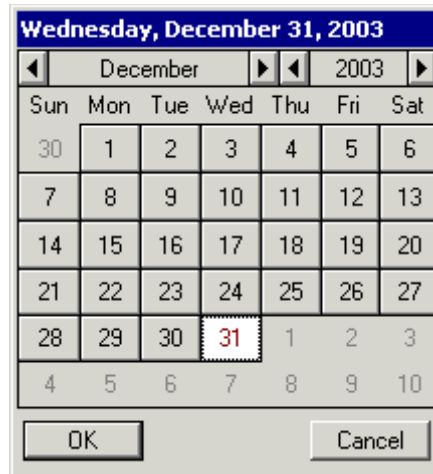 Wednesday, December 31, 2003
December 2003
Sun Mon Tue Wed Thu Fri Sat
30 1 2 3 4 5 6
7 8 9 10 11 12 13
14 15 16 17 18 19 20
21 22 23 24 25 26 27
28 29 30 31 1 2 3
4 5 6 7 8 9 10
OK Cancel